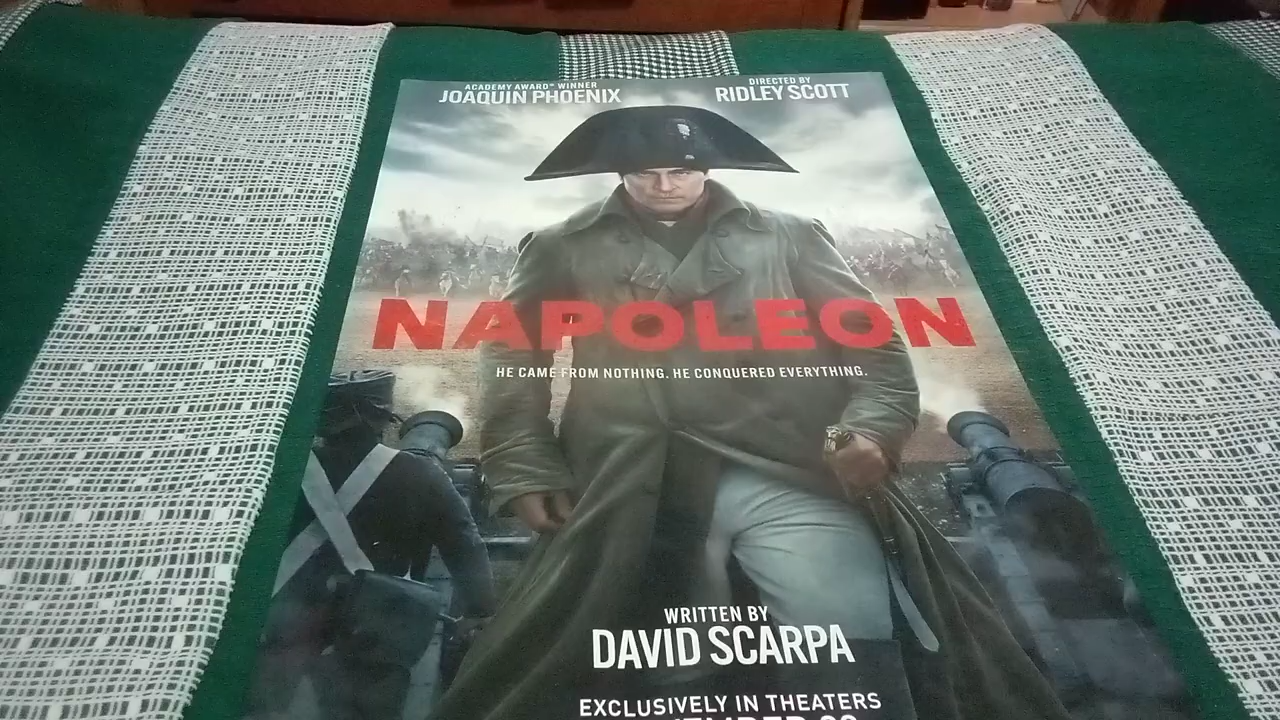 ACADEMY AWARD™ WINNER
JOAQUIN PHOENIX
DIRECTED BY
RIDLEY SCOTT
NAPOLEON
HE CAME FROM NOTHING. HE CONQUERED EVERYTHING.
WRITTEN BY
DAVID SCARPA
EXCLUSIVELY IN THEATERS